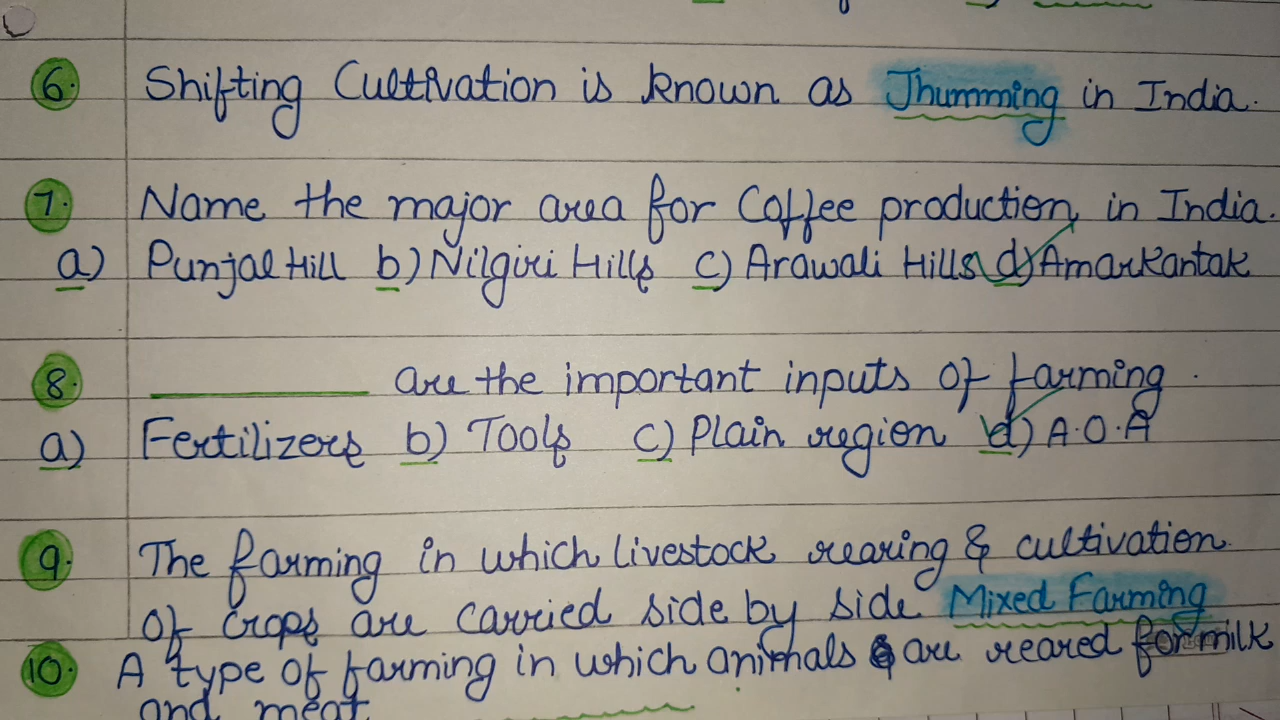 6. Shifting Cultivation is known as Jhumming in India.
7. Name the major area for Coffee production in India.
a) Punjal Hill b) Nilgiri Hills c) Arawali Hills d) Amarkantak
8. ________ are the important inputs of farming.
a) Fertilizers b) Tools c) Plain region d) A.O.A
9. The farming in which livestock rearing & cultivation
of crops are carried side by side Mixed Farming
10. A type of farming in which animals are reared for milk
and meat